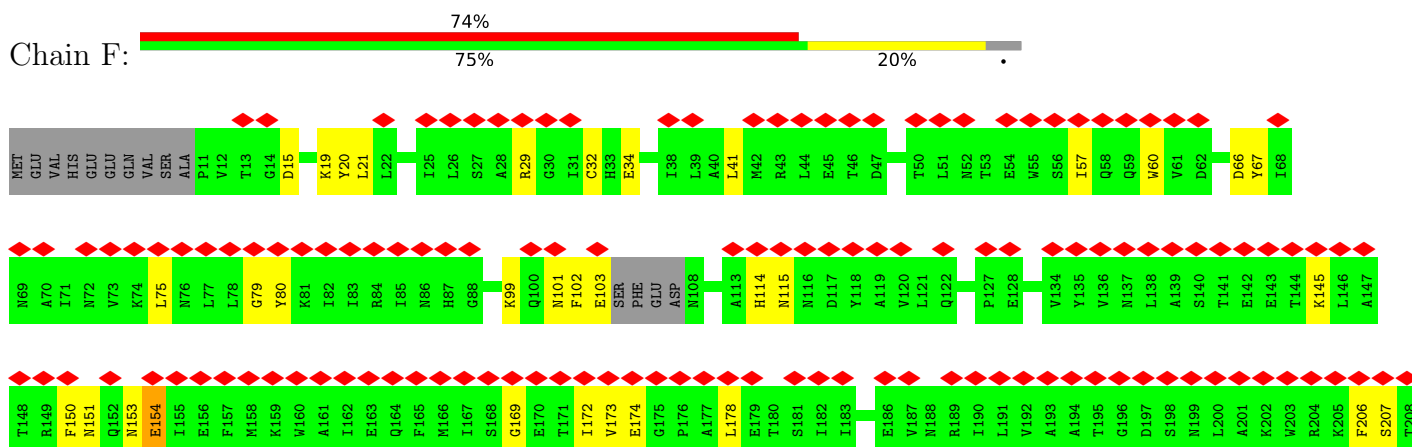 74%
Chain F:
75% 20% •
MET GLU VAL HIS GLU GLU GLN VAL SER ALA P11 V12 T13 G14 D15 K19 Y20 L21 L22 I25 L26 S27 A28 R29 G30 I31 C32 H33 E34 I38 L39 A40 L41 M42 R43 L44 E45 T46 D47 T50 L51 N52 T53 E54 W55 S56 I57 Q58 Q59 W60 V61 D62 D66 Y67 I68
N69 A70 I71 N72 V73 K74 L75 N76 L77 L78 G79 Y80 K81 I82 I83 R84 I85 N86 H87 G88 K99 Q100 N101 F102 E103 SER PHE GLU ASP N108 A113 H114 N115 N116 D117 Y118 A119 V120 L121 Q122 P127 E128 V134 Y135 V136 N137 L138 A139 S140 T141 E142 E143 T144 K145 L146 A147
T148 R149 F150 N151 Q152 N153 E154 I155 E156 F157 M158 K159 W160 A161 I162 E163 Q164 F165 M166 I167 S168 G169 E170 T171 I172 V173 E174 G175 P176 A177 L178 E179 T180 S181 I182 I183 E186 V187 N188 R189 I190 L191 V192 A193 A194 T195 G196 D197 S198 N199 L200 A201 K202 W203 R204 K205 F206 S207 T208